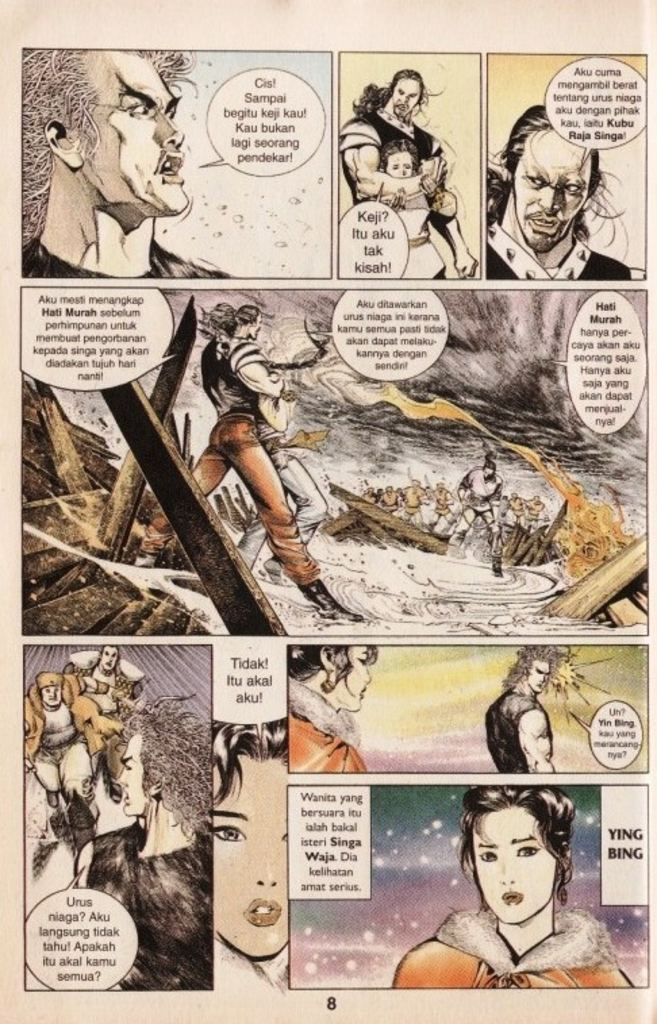 Cis!
Sampai
begitu keji kau!
Kau bukan
lagi seorang
pendekar!
Keji?
Itu aku
tak
kisah!
Aku cuma
mengambil berat
tentang urus niaga
aku dengan pihak
kau, iaitu Kubu
Raja Singa!
Aku mesti menangkap
Hati Murah sebelum
perhimpunan untuk
membuat pengorbanan
kepada singa yang akan
diadakan tujuh hari
nanti!
Aku ditawarkan
urus niaga ini kerana
kamu semua pasti tidak
akan dapat melaku-
kannya dengan
sendiri!
Hati
Murah
hanya per-
caya akan aku
seorang saja.
Hanya aku
saja yang
akan dapat
menjual-
nya!
Urus
niaga? Aku
langsung tidak
tahu! Apakah
itu akal kamu
semua?
Tidak!
Itu akal
aku!
Uh?
Yin Bing,
kau yang
merancang-
nya?
Wanita yang
bersuara itu
ialah bakal
isteri Singa
Waja. Dia
kelihatan
amat serius.
YING
BING
8